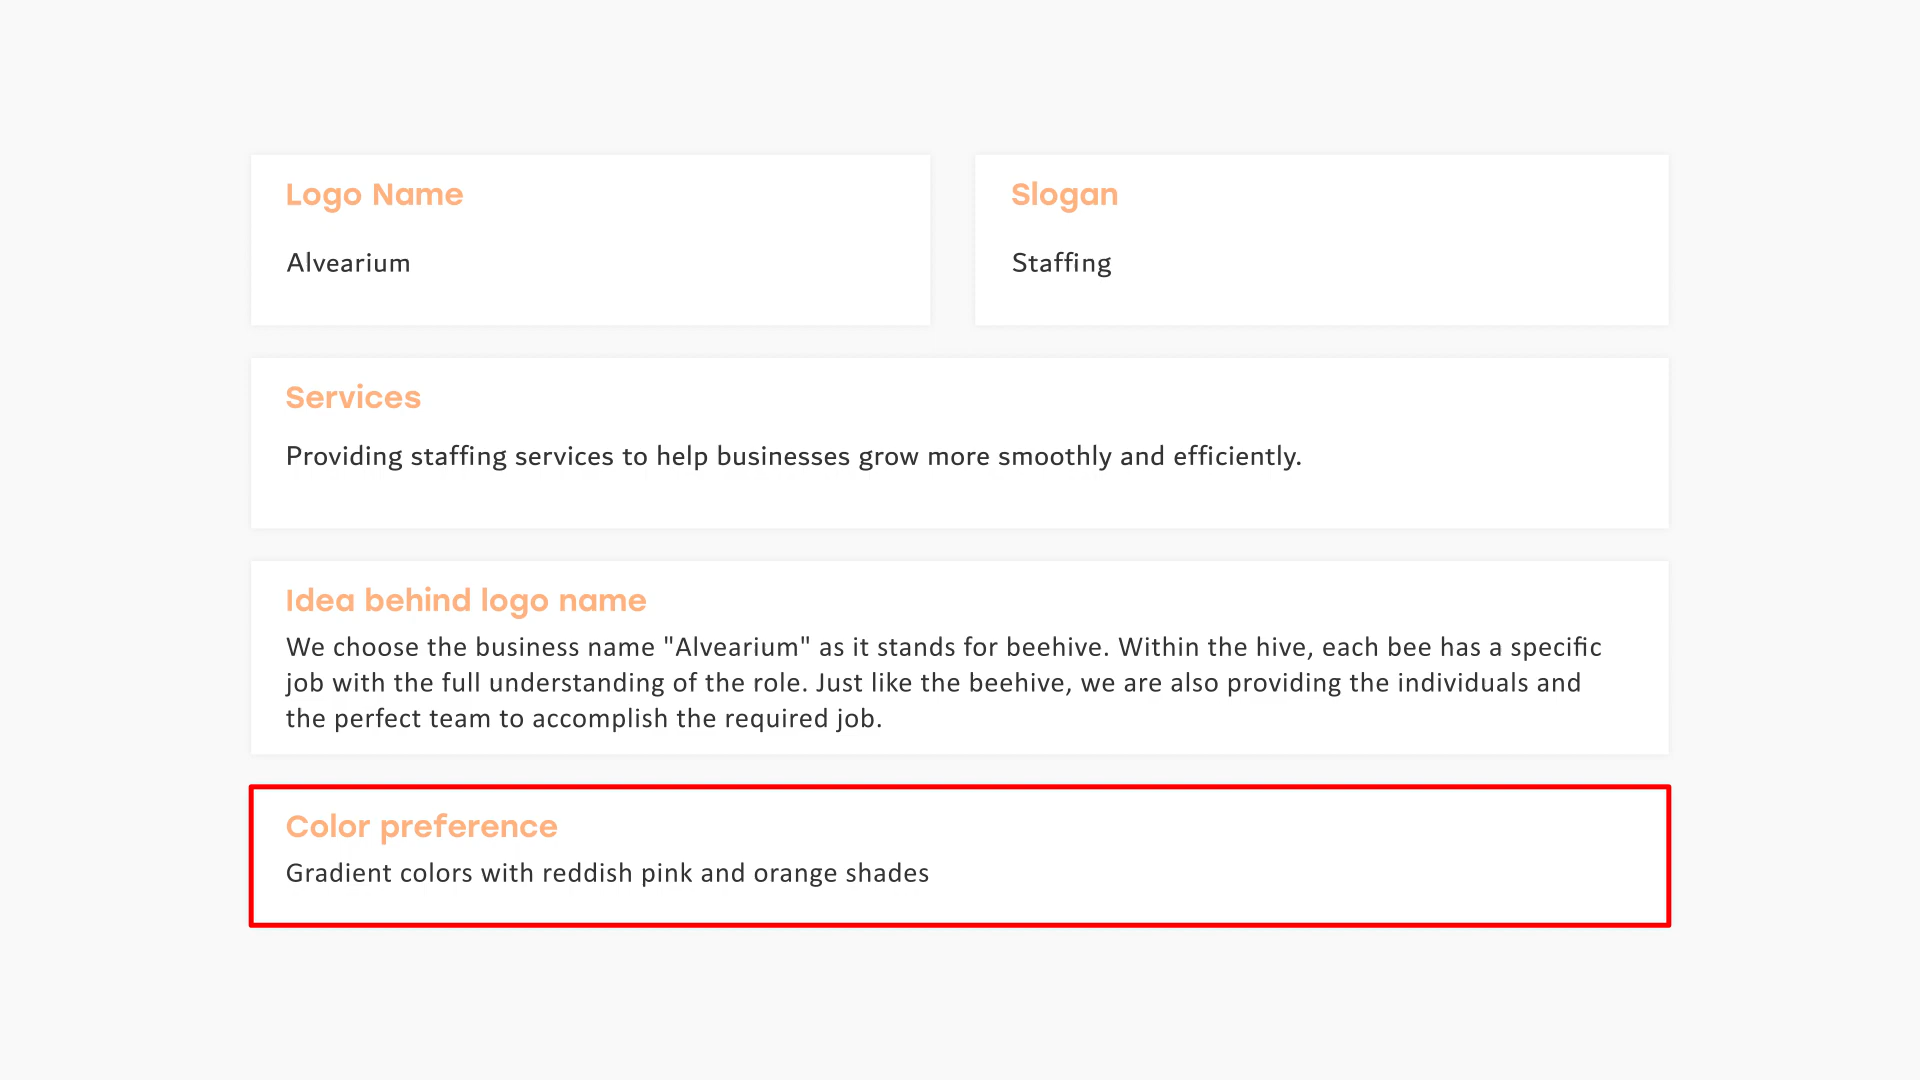 Logo Name
Alvearium
Slogan
Staffing
Services
Providing staffing services to help businesses grow more smoothly and efficiently.
Idea behind logo name
We choose the business name "Alvearium" as it stands for beehive. Within the hive, each bee has a specific
job with the full understanding of the role. Just like the beehive, we are also providing the individuals and
the perfect team to accomplish the required job.
Color preference
Gradient colors with reddish pink and orange shades